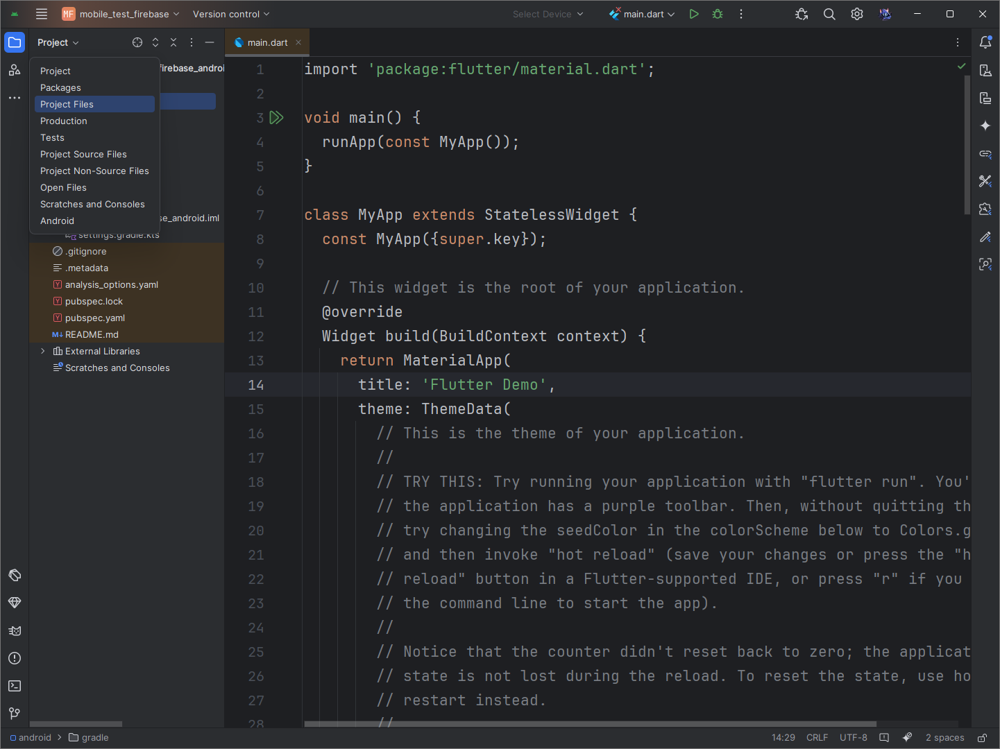 MF mobile_test_firebase
Version control
Select Device
main.dart
Project
main.dart
Project
Packages
Project Files
Production
Tests
Project Source Files
Project Non-Source Files
Open Files
Scratches and Consoles
Android
firebase_androi
se_android.iml
settings.gradle.kts
.gitignore
.metadata
analysis_options.yaml
pubspec.lock
pubspec.yaml
README.md
External Libraries
Scratches and Consoles
1 import 'package:flutter/material.dart';
2
3 void main() {
4 runApp(const MyApp());
5 }
6
7 class MyApp extends StatelessWidget {
8 const MyApp({super.key});
9
10 // This widget is the root of your application.
11 @override
12 Widget build(BuildContext context) {
13 return MaterialApp(
14 title: 'Flutter Demo',
15 theme: ThemeData(
16 // This is the theme of your application.
17 //
18 // TRY THIS: Try running your application with "flutter run". You'
19 // the application has a purple toolbar. Then, without quitting th
20 // try changing the seedColor in the colorScheme below to Colors.g
21 // and then invoke "hot reload" (save your changes or press the "h
22 // reload" button in a Flutter-supported IDE, or press "r" if you
23 // the command line to start the app).
24 //
25 // Notice that the counter didn't reset back to zero; the applicat
26 // state is not lost during the reload. To reset the state, use ho
27 // restart instead.
28 //
android > gradle
14:29 CRLF UTF-8 2 spaces